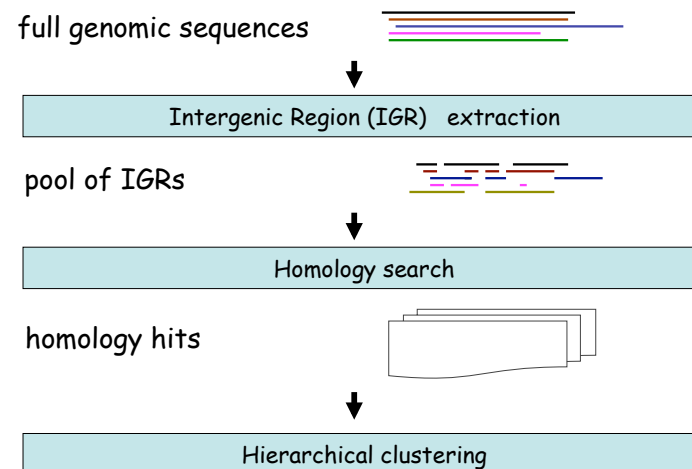 full genomic sequences
Intergenic Region (IGR) extraction
pool of IGRs
Homology search
homology hits
Hierarchical clustering